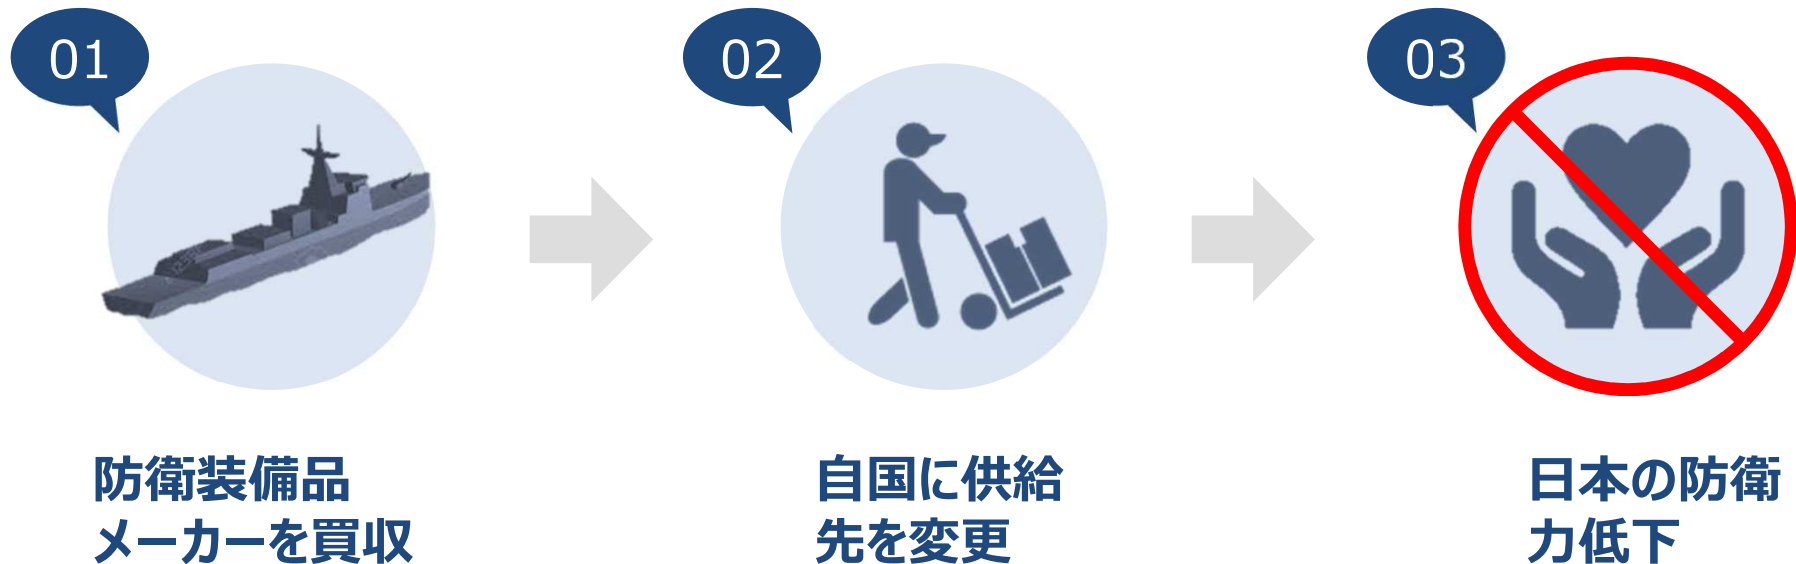 01
02
03
防衛装備品
メーカーを買収
自国に供給
先を変更
日本の防衛
力低下